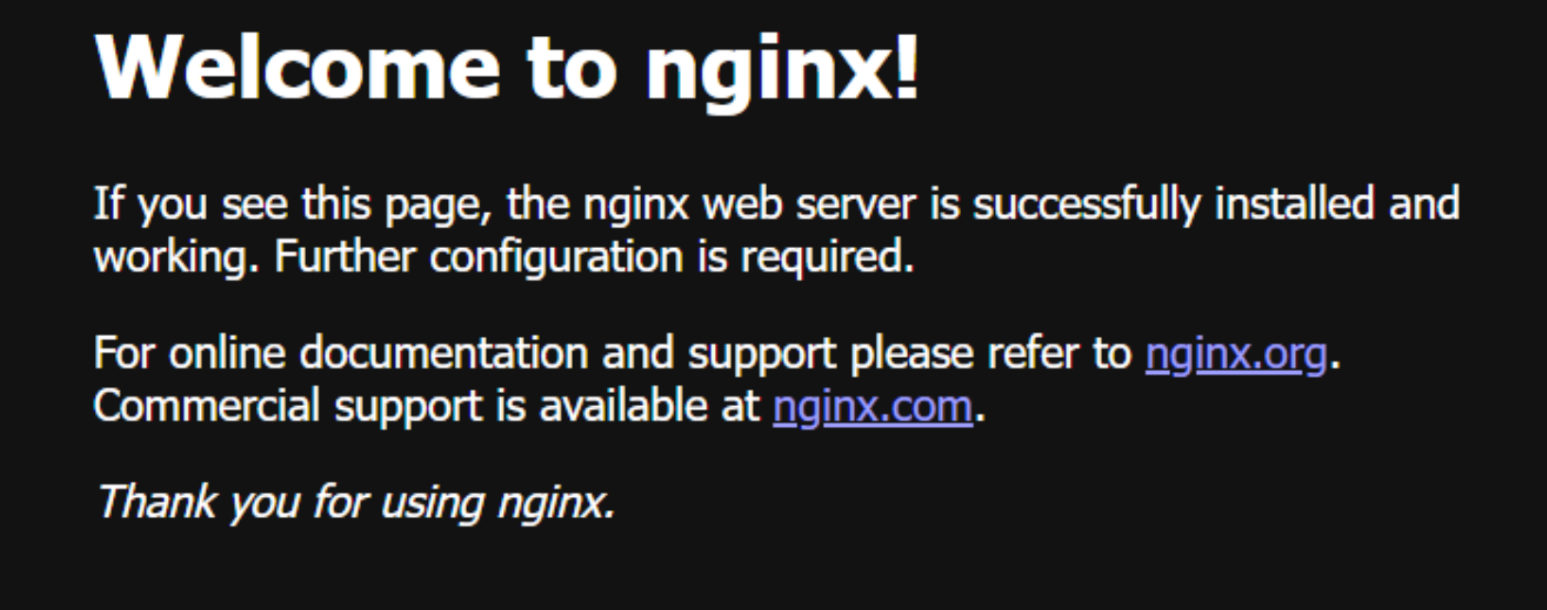 Welcome to nginx!
If you see this page, the nginx web server is successfully installed and
working. Further configuration is required.
For online documentation and support please refer to nginx.org.
Commercial support is available at nginx.com.
Thank you for using nginx.